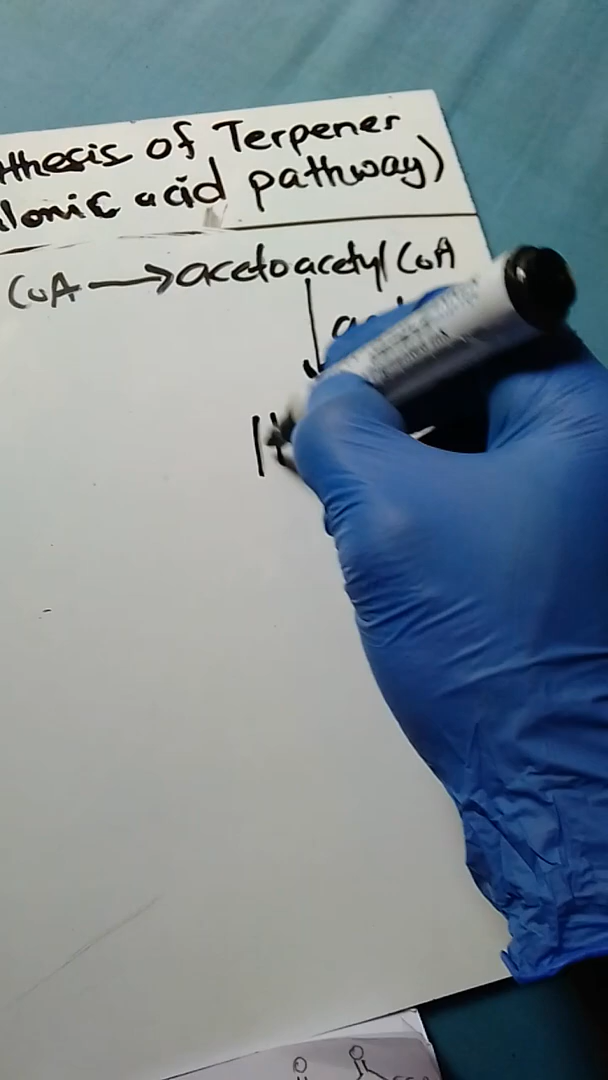 thesis of Terpenes
lonic acid pathway)
CoA → acetoacetyl CoA